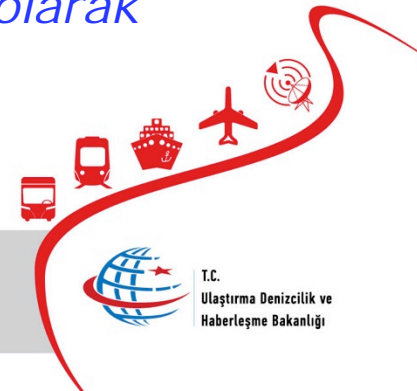 olarak
T.C.
Ulaştırma Denizcilik ve
Haberleşme Bakanlığı